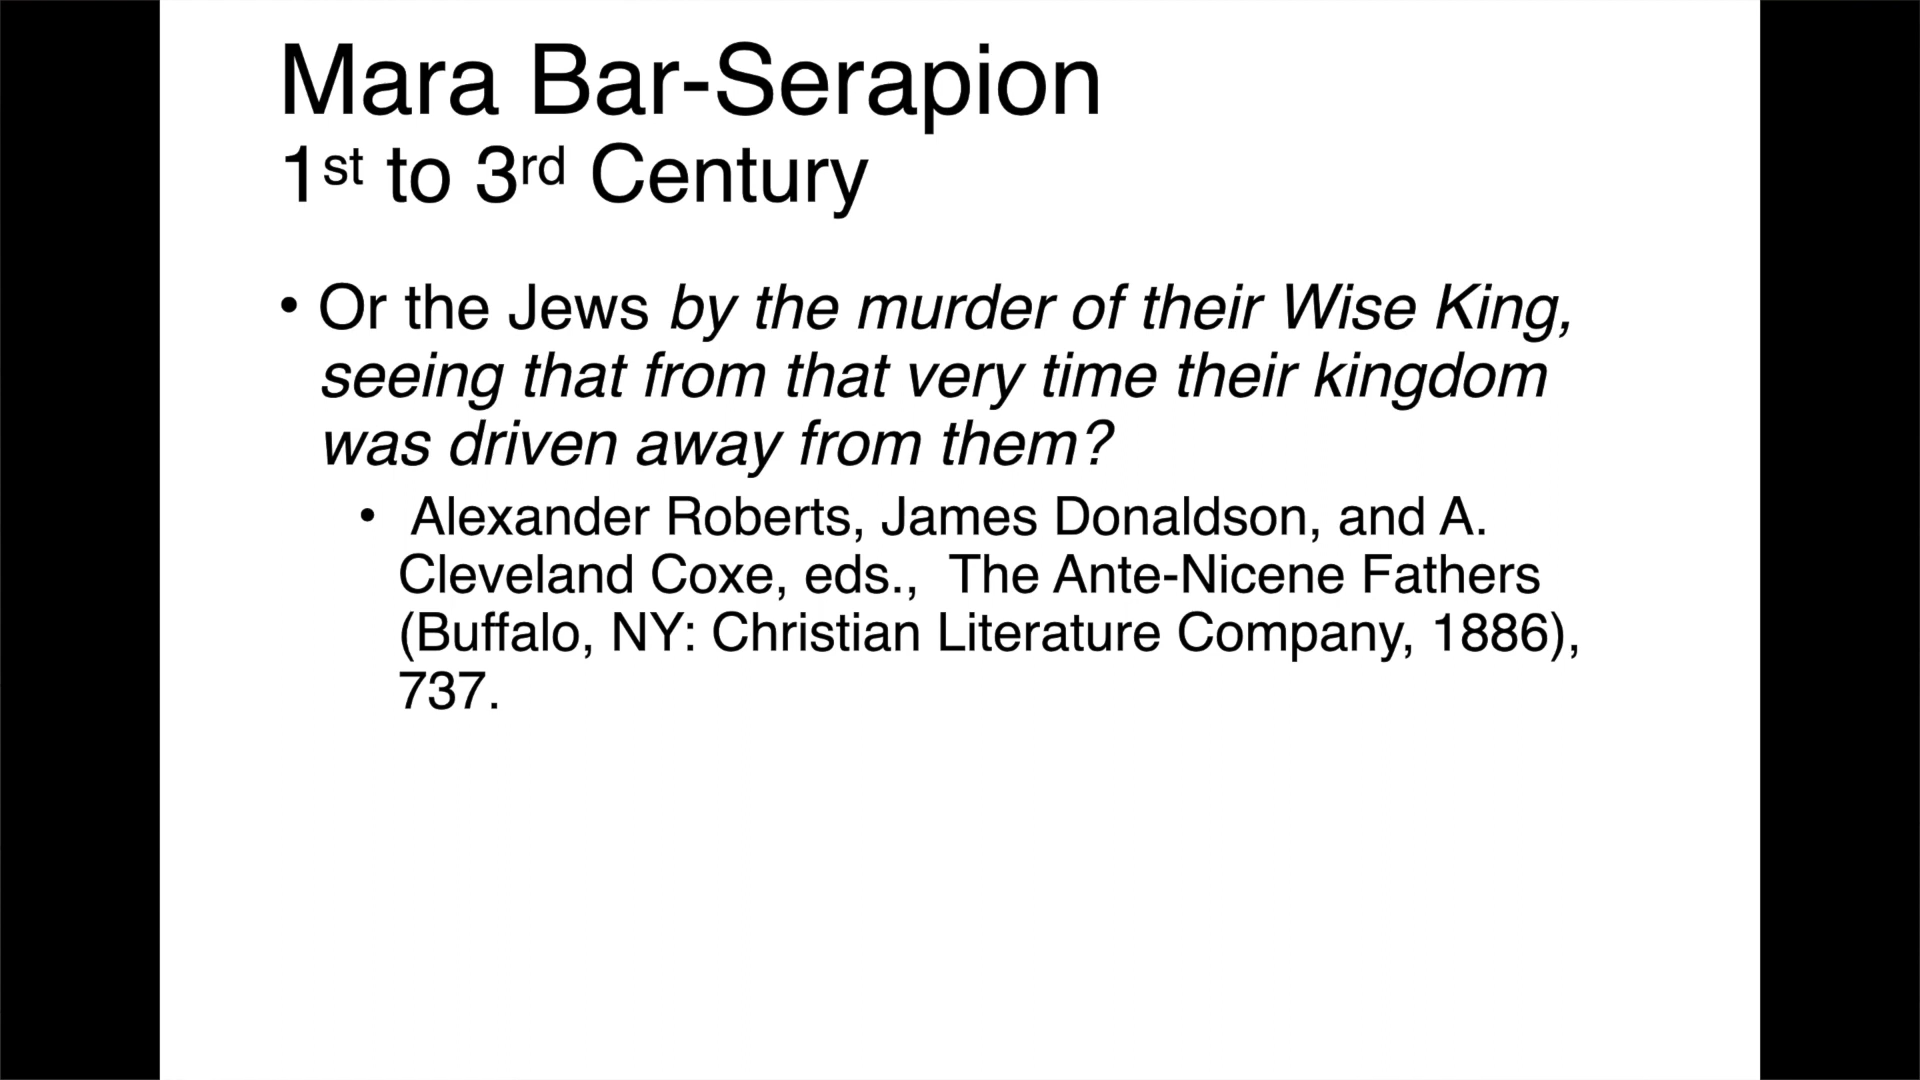 Mara Bar-Serapion
1st to 3rd Century
• Or the Jews by the murder of their Wise King,
seeing that from that very time their kingdom
was driven away from them?
• Alexander Roberts, James Donaldson, and A.
Cleveland Coxe, eds., The Ante-Nicene Fathers
(Buffalo, NY: Christian Literature Company, 1886),
737.